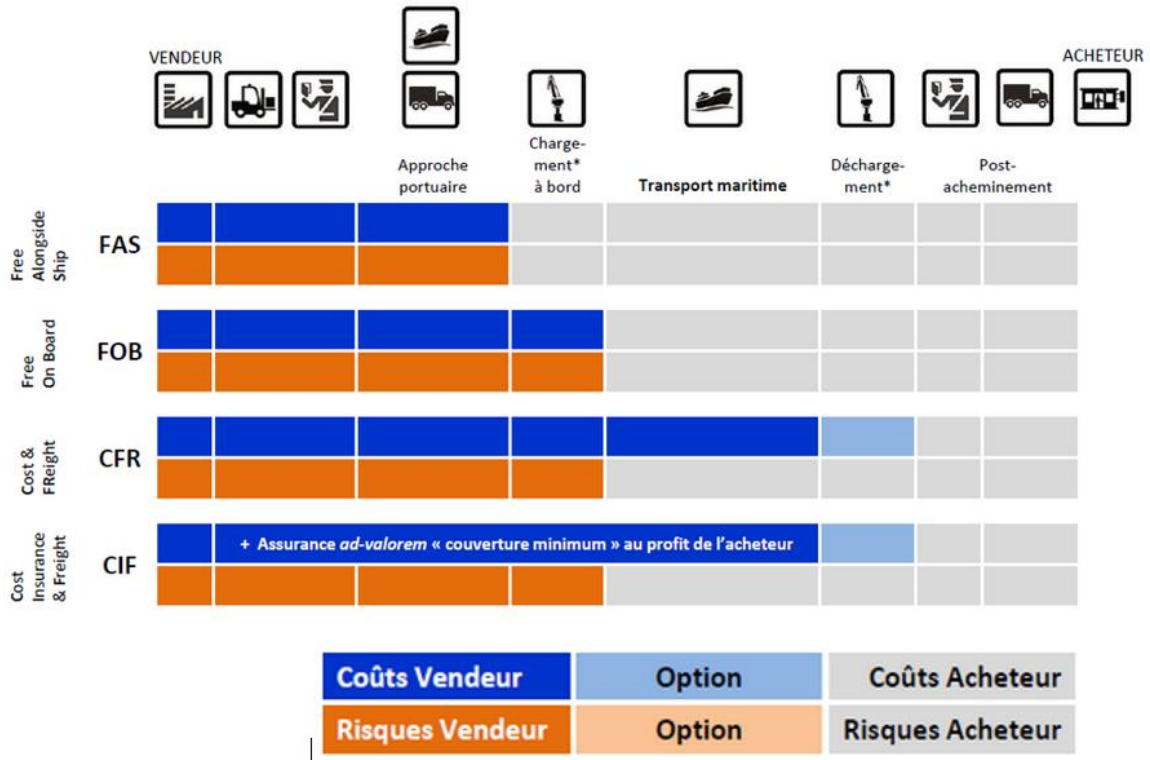 VENDEUR
ACHETEUR
Approche
portuaire
Charge-
ment*
à bord
Transport maritime
Décharge-
ment*
Post-
acheminement
Free
Alongside
Ship
FAS
Free
On Board
FOB
Cost &
FReight
CFR
Cost
Insurance
& Freight
CIF
+ Assurance ad-valorem « couverture minimum » au profit de l'acheteur
Coûts Vendeur
Option
Coûts Acheteur
Risques Vendeur
Option
Risques Acheteur